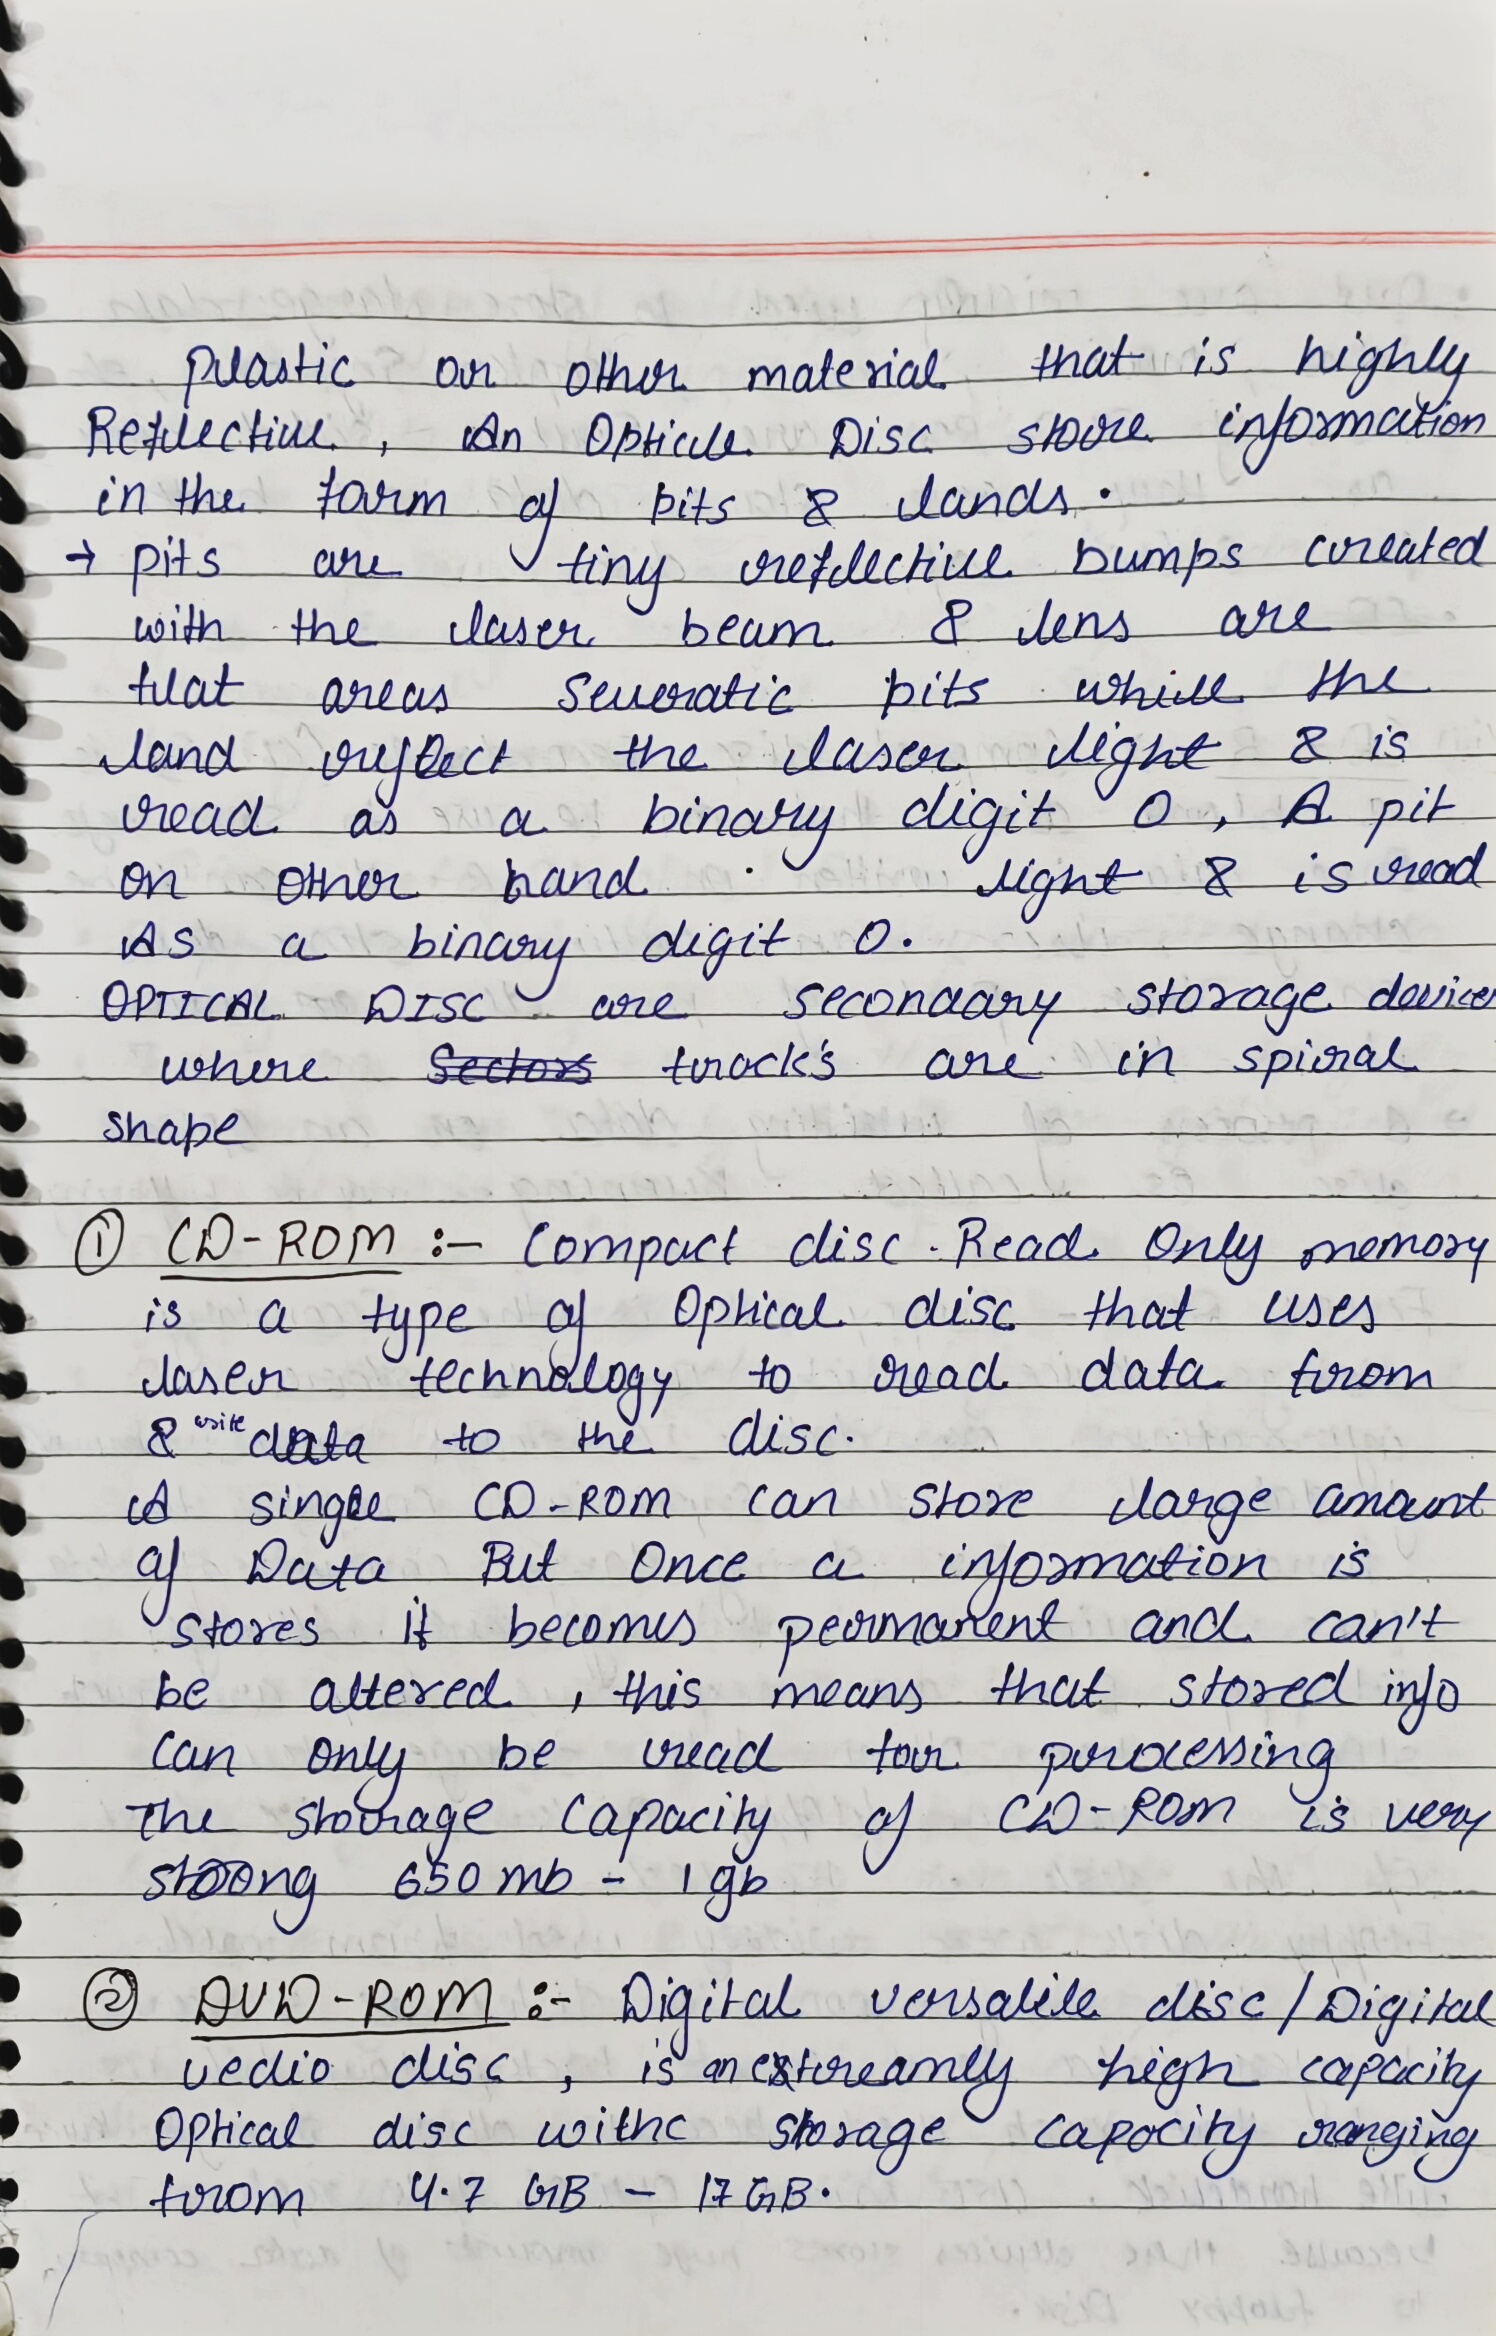 plastic or other material that is highly
Reflective , An Opticle Disc store information
in the form of pits & lands.
→ pits are tiny reflective bumps created
with the laser beam & lens are
flat areas severatic pits while the
land reflect the laser light & is
read as a binary digit 0 , A pit
on other hand light & is read
As a binary digit 0.
OPTICAL DISC are secondary storage devices
where Sectors track's are in spiral
shape
① CD-ROM :- Compact disc - Read Only memory
is a type of Optical disc that uses
laser technology to read data from
& write data to the disc.
A single CD-ROM can store large amount
of Data But Once a information is
stores it becomes permanent and can't
be altered , this means that stored info
can only be read for processing
The storage capacity of CD-ROM is very
strong 650 mb - 1 gb
② DVD-ROM :- Digital versatile disc / Digital
vedio disc , is an extreamly high capacity
Optical disc withc storage capacity ranging
from 4.7 GB - 17 GB.